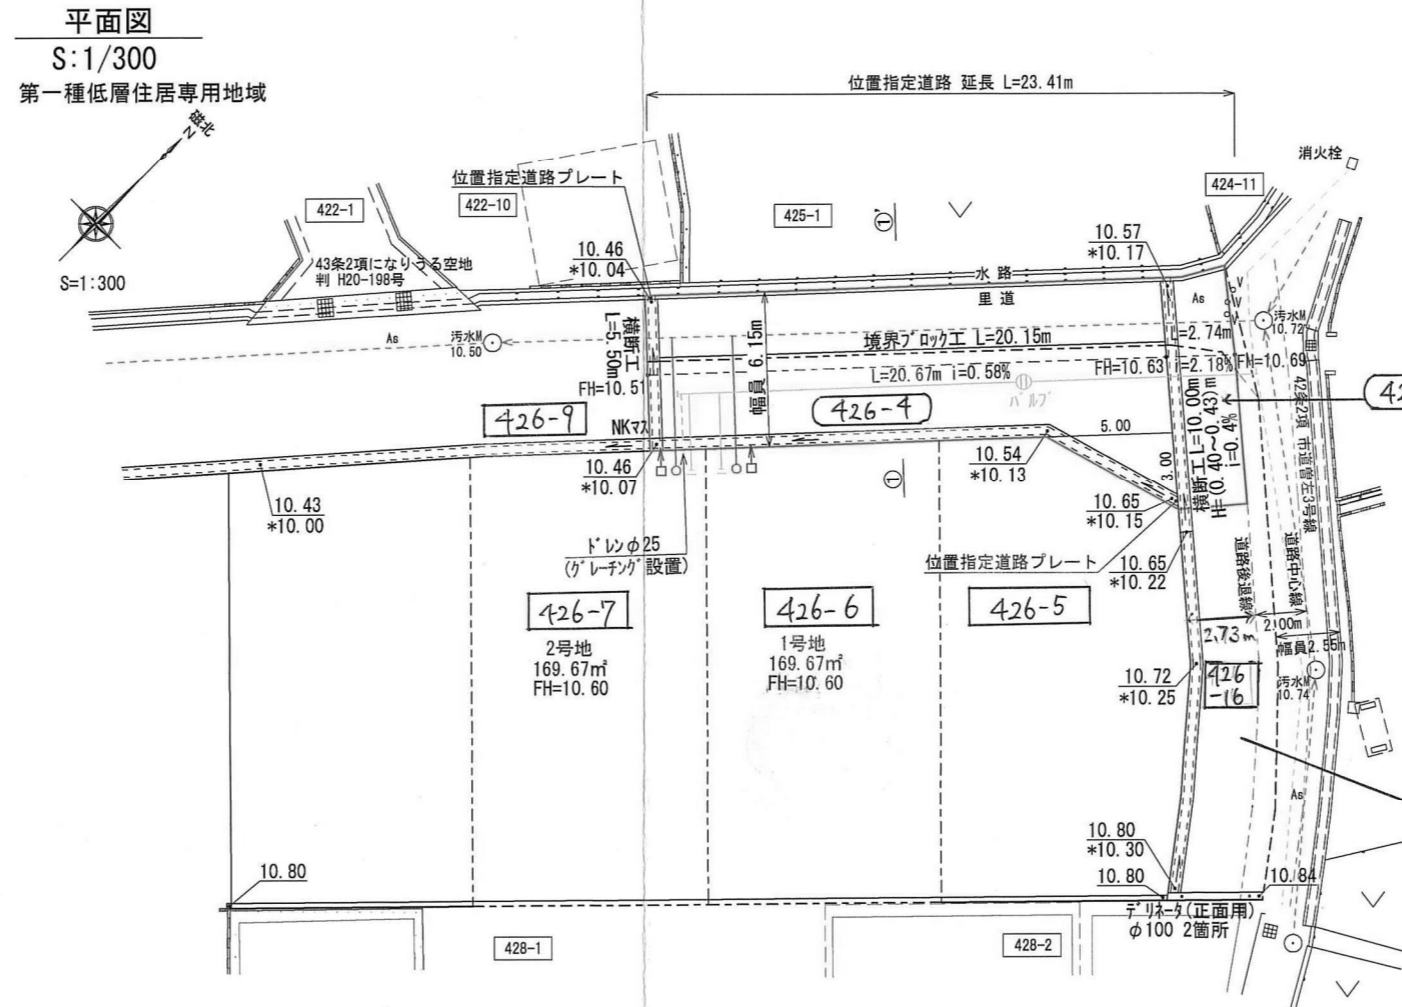 平面図
S:1/300
第一種低層住居専用地域
磁北
N
S=1:300
位置指定道路 延長 L=23.41m
消火栓
位置指定道路プレート
422-1
422-10
425-1
①'
424-11
43条2項になりうる空地
判 H20-198号
10.46
*10.04
10.57
*10.17
水 路
里 道
As
V
V
V
As
汚水M
10.50
横断工
L=5.50m
幅員 6.15m
境界ブロック工 L=20.15m
=2.74m
汚水M
10.72
FH=10.51
L=20.67m i=0.58%
FH=10.63
i=2.18%
FH=10.69
バルブ
426-9
426-4
NKマス
5.00
3.00
横断工L=10.00m
H=(0.40~0.43)m
i=0.4%
42条2項 市道菅左3号線
10.46
*10.07
10.54
*10.13
①
10.43
*10.00
10.65
*10.15
ドレンφ25
(グレーチング設置)
位置指定道路プレート
10.65
*10.22
道路後退線
道路中心線
426-7
426-6
426-5
2号地
169.67㎡
FH=10.60
1号地
169.67㎡
FH=10.60
2.73m
2.00m
幅員2.55m
10.72
*10.25
426
-16
汚水M
10.74
As
10.80
10.80
*10.30
10.80
10.84
デリネータ(正面用)
φ100 2箇所
428-1
428-2